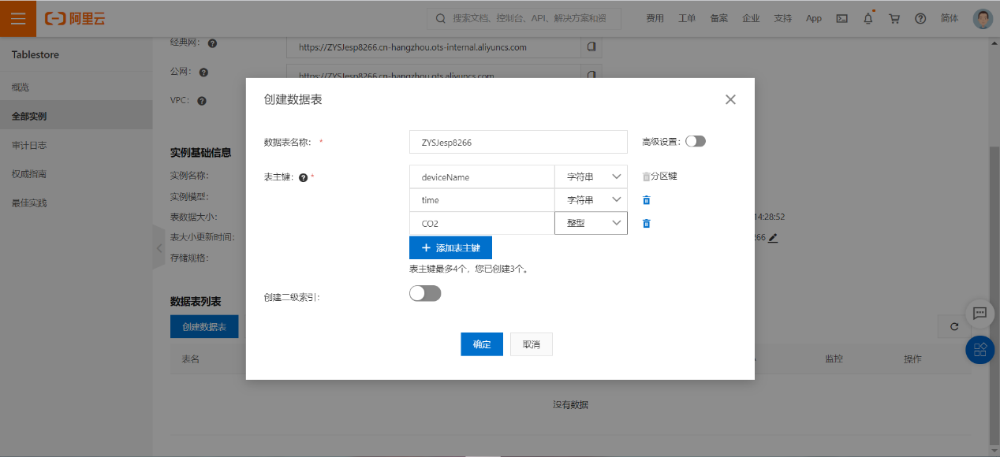 阿里云
搜索文档、控制台、API、解决方案和资
费用 工单 备案 企业 支持 App 简体
Tablestore
概览
全部实例
审计日志
权威指南
最佳实践
经典网：
https://ZYSJesp8266.cn-hangzhou.ots-internal.aliyuncs.com
公网：
https://ZYSJesp8266.cn-hangzhou.ots.aliyuncs.com
VPC：
实例基础信息
实例名称：
实例模型：
表数据大小：
14:28:52
表大小更新时间：
266
存储规格：
创建数据表
数据表名称： * ZYSJesp8266 高级设置：
表主键： * deviceName 字符串 分区键
time 字符串
CO2 整型
+ 添加表主键
表主键最多4个，您已创建3个。
创建二级索引：
确定 取消
数据表列表
创建数据表
表名 监控 操作
没有数据